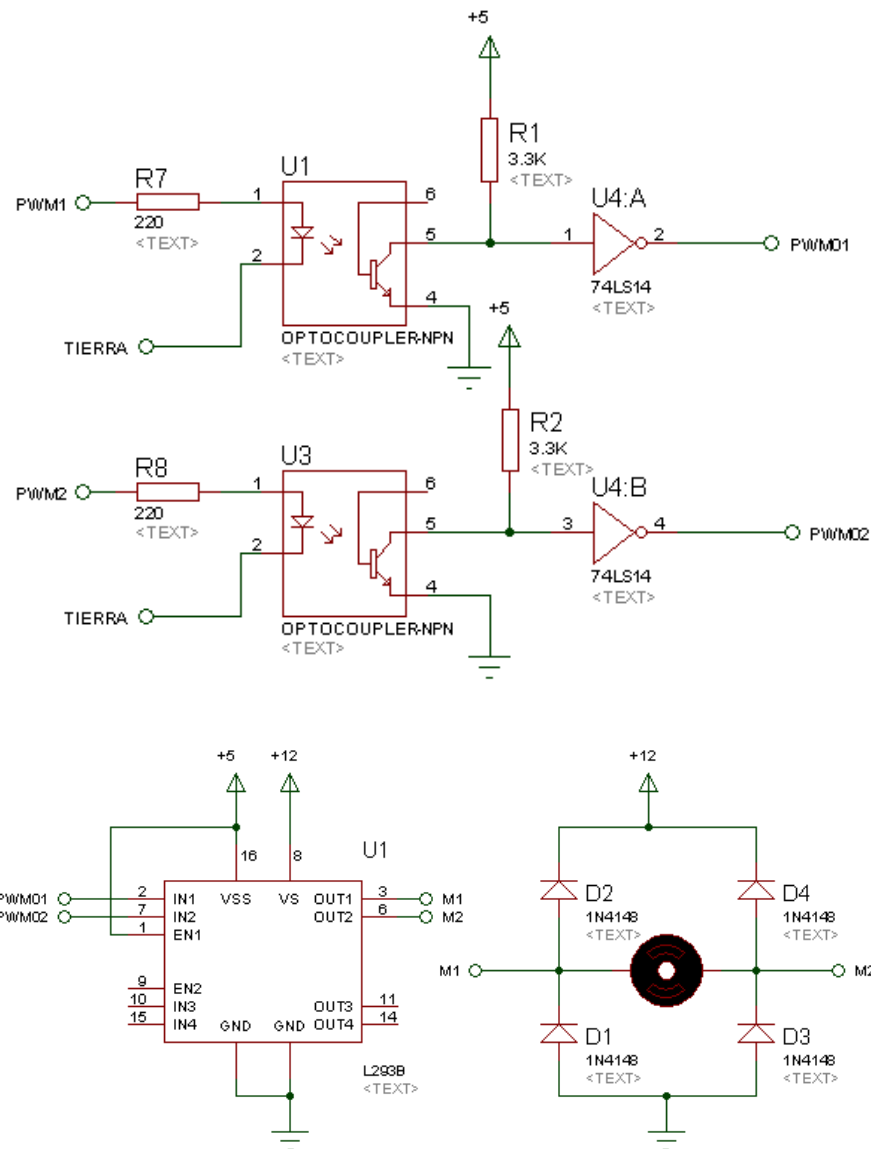 +5
R1
3.3K
<TEXT>
U1
R7
PWM1
220
<TEXT>
1
2
6
5
4
U4:A
1
2
PWM01
74LS14
<TEXT>
TIERRA
OPTOCOUPLER-NPN
<TEXT>
+5
R2
3.3K
<TEXT>
U3
R8
PWM2
220
<TEXT>
1
2
6
5
4
U4:B
3
4
PWM02
74LS14
<TEXT>
TIERRA
OPTOCOUPLER-NPN
<TEXT>
+5
+12
16
8
U1
PWM01
2
IN1
VSS
VS
OUT1
3
M1
PWM02
7
IN2
OUT2
6
M2
1
EN1
9
EN2
10
IN3
OUT3
11
15
IN4
GND
GND
OUT4
14
L293B
<TEXT>
+12
D2
1N4148
<TEXT>
D4
1N4148
<TEXT>
M1
M2
D1
1N4148
<TEXT>
D3
1N4148
<TEXT>